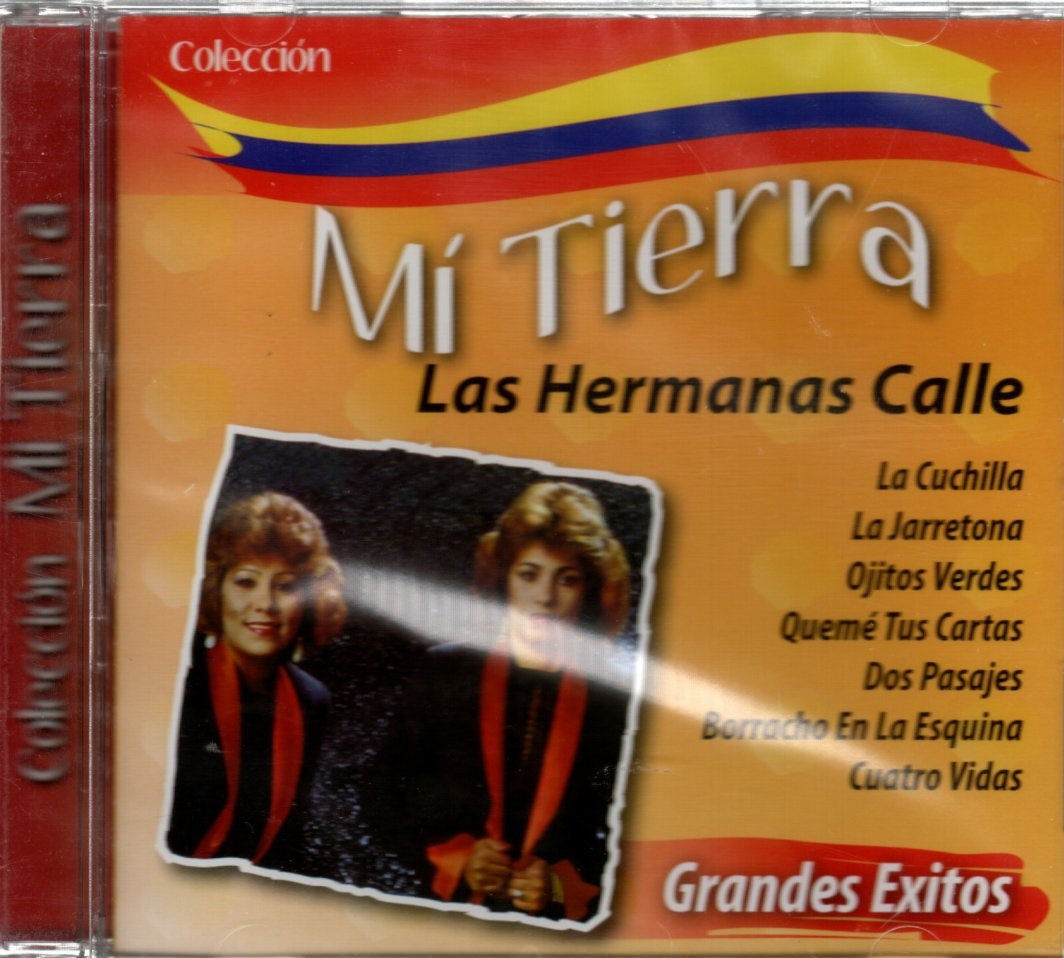 Colección Mi Tierra
Colección
Mí Tierra
Las Hermanas Calle
La Cuchilla
La Jarretona
Ojitos Verdes
Quemé Tus Cartas
Dos Pasajes
Borracho En La Esquina
Cuatro Vidas
Grandes Exitos